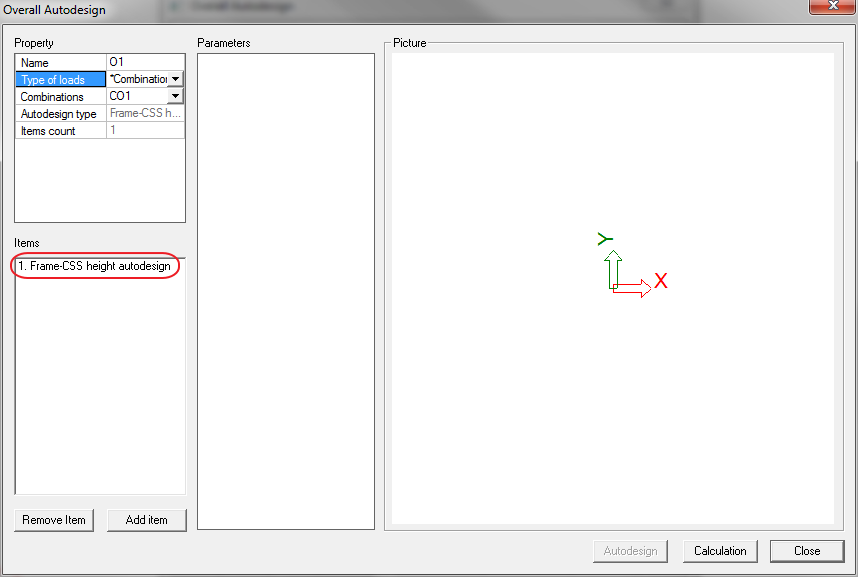 Overall Autodesign
Property
Name O1
Type of loads *Combination
Combinations CO1
Autodesign type Frame-CSS h...
Items count 1
Items
1. Frame-CSS height autodesign
Remove Item Add item
Parameters
Picture
Y
X
Autodesign Calculation Close